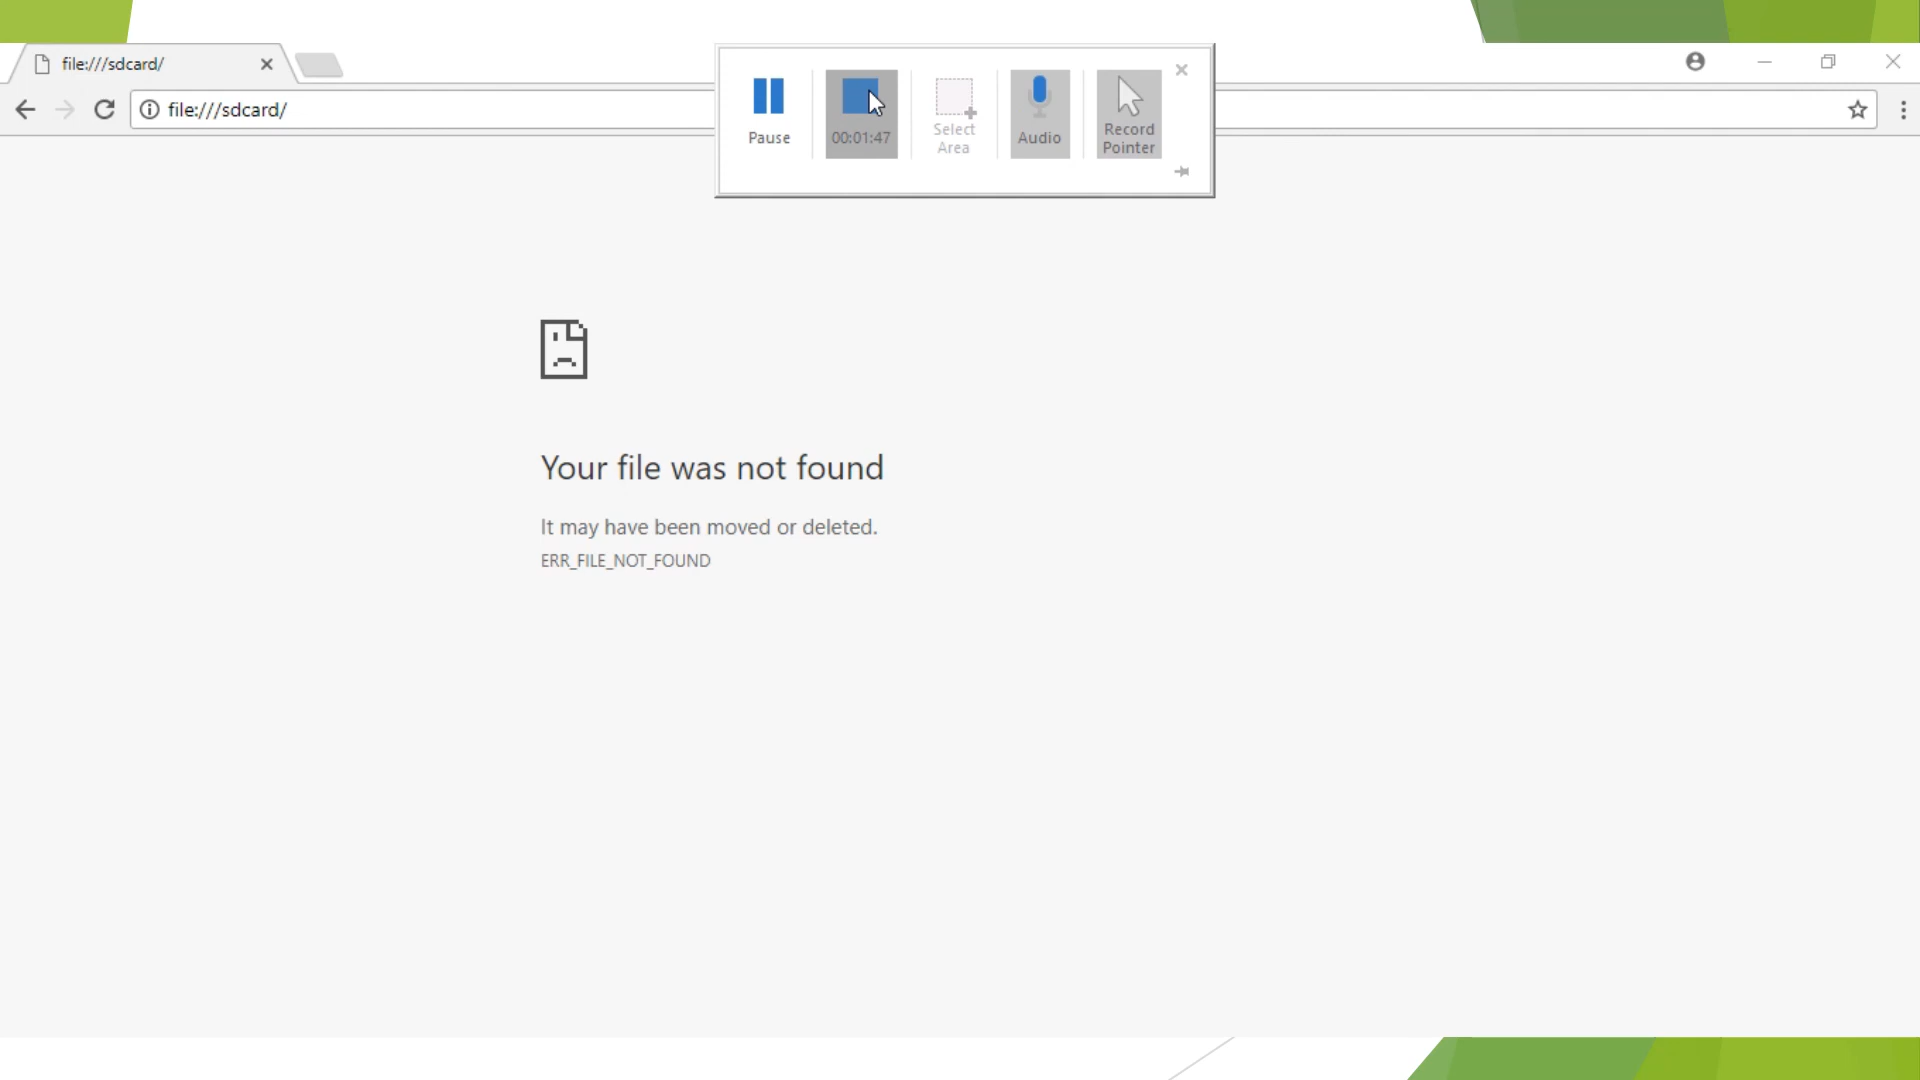 file:///sdcard/
file:///sdcard/
Pause
00:01:47
Select
Area
Audio
Record
Pointer
Your file was not found
It may have been moved or deleted.
ERR_FILE_NOT_FOUND